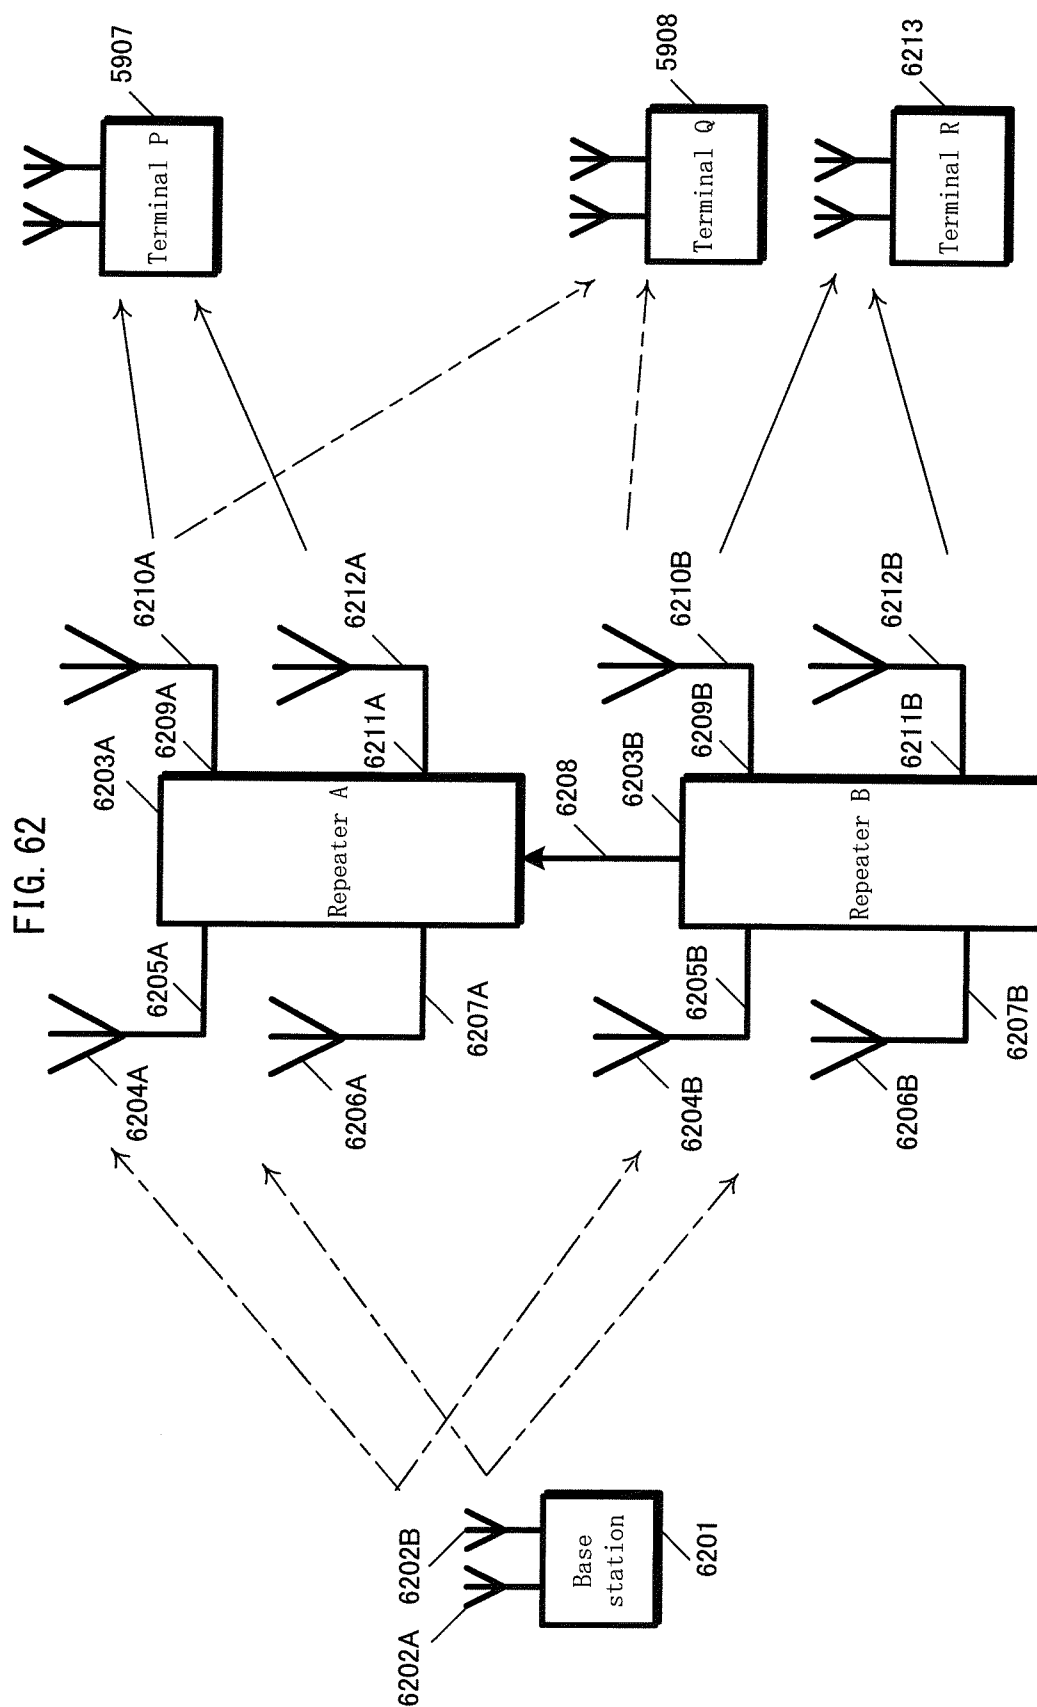 FIG. 62
6202A
6202B
Base
station
6201
6204A
6205A
6203A
6209A
6210A
6206A
6207A
Repeater A
6211A
6212A
6208
6204B
6205B
6203B
6209B
6210B
6206B
6207B
Repeater B
6211B
6212B
Terminal P
5907
Terminal Q
5908
Terminal R
6213